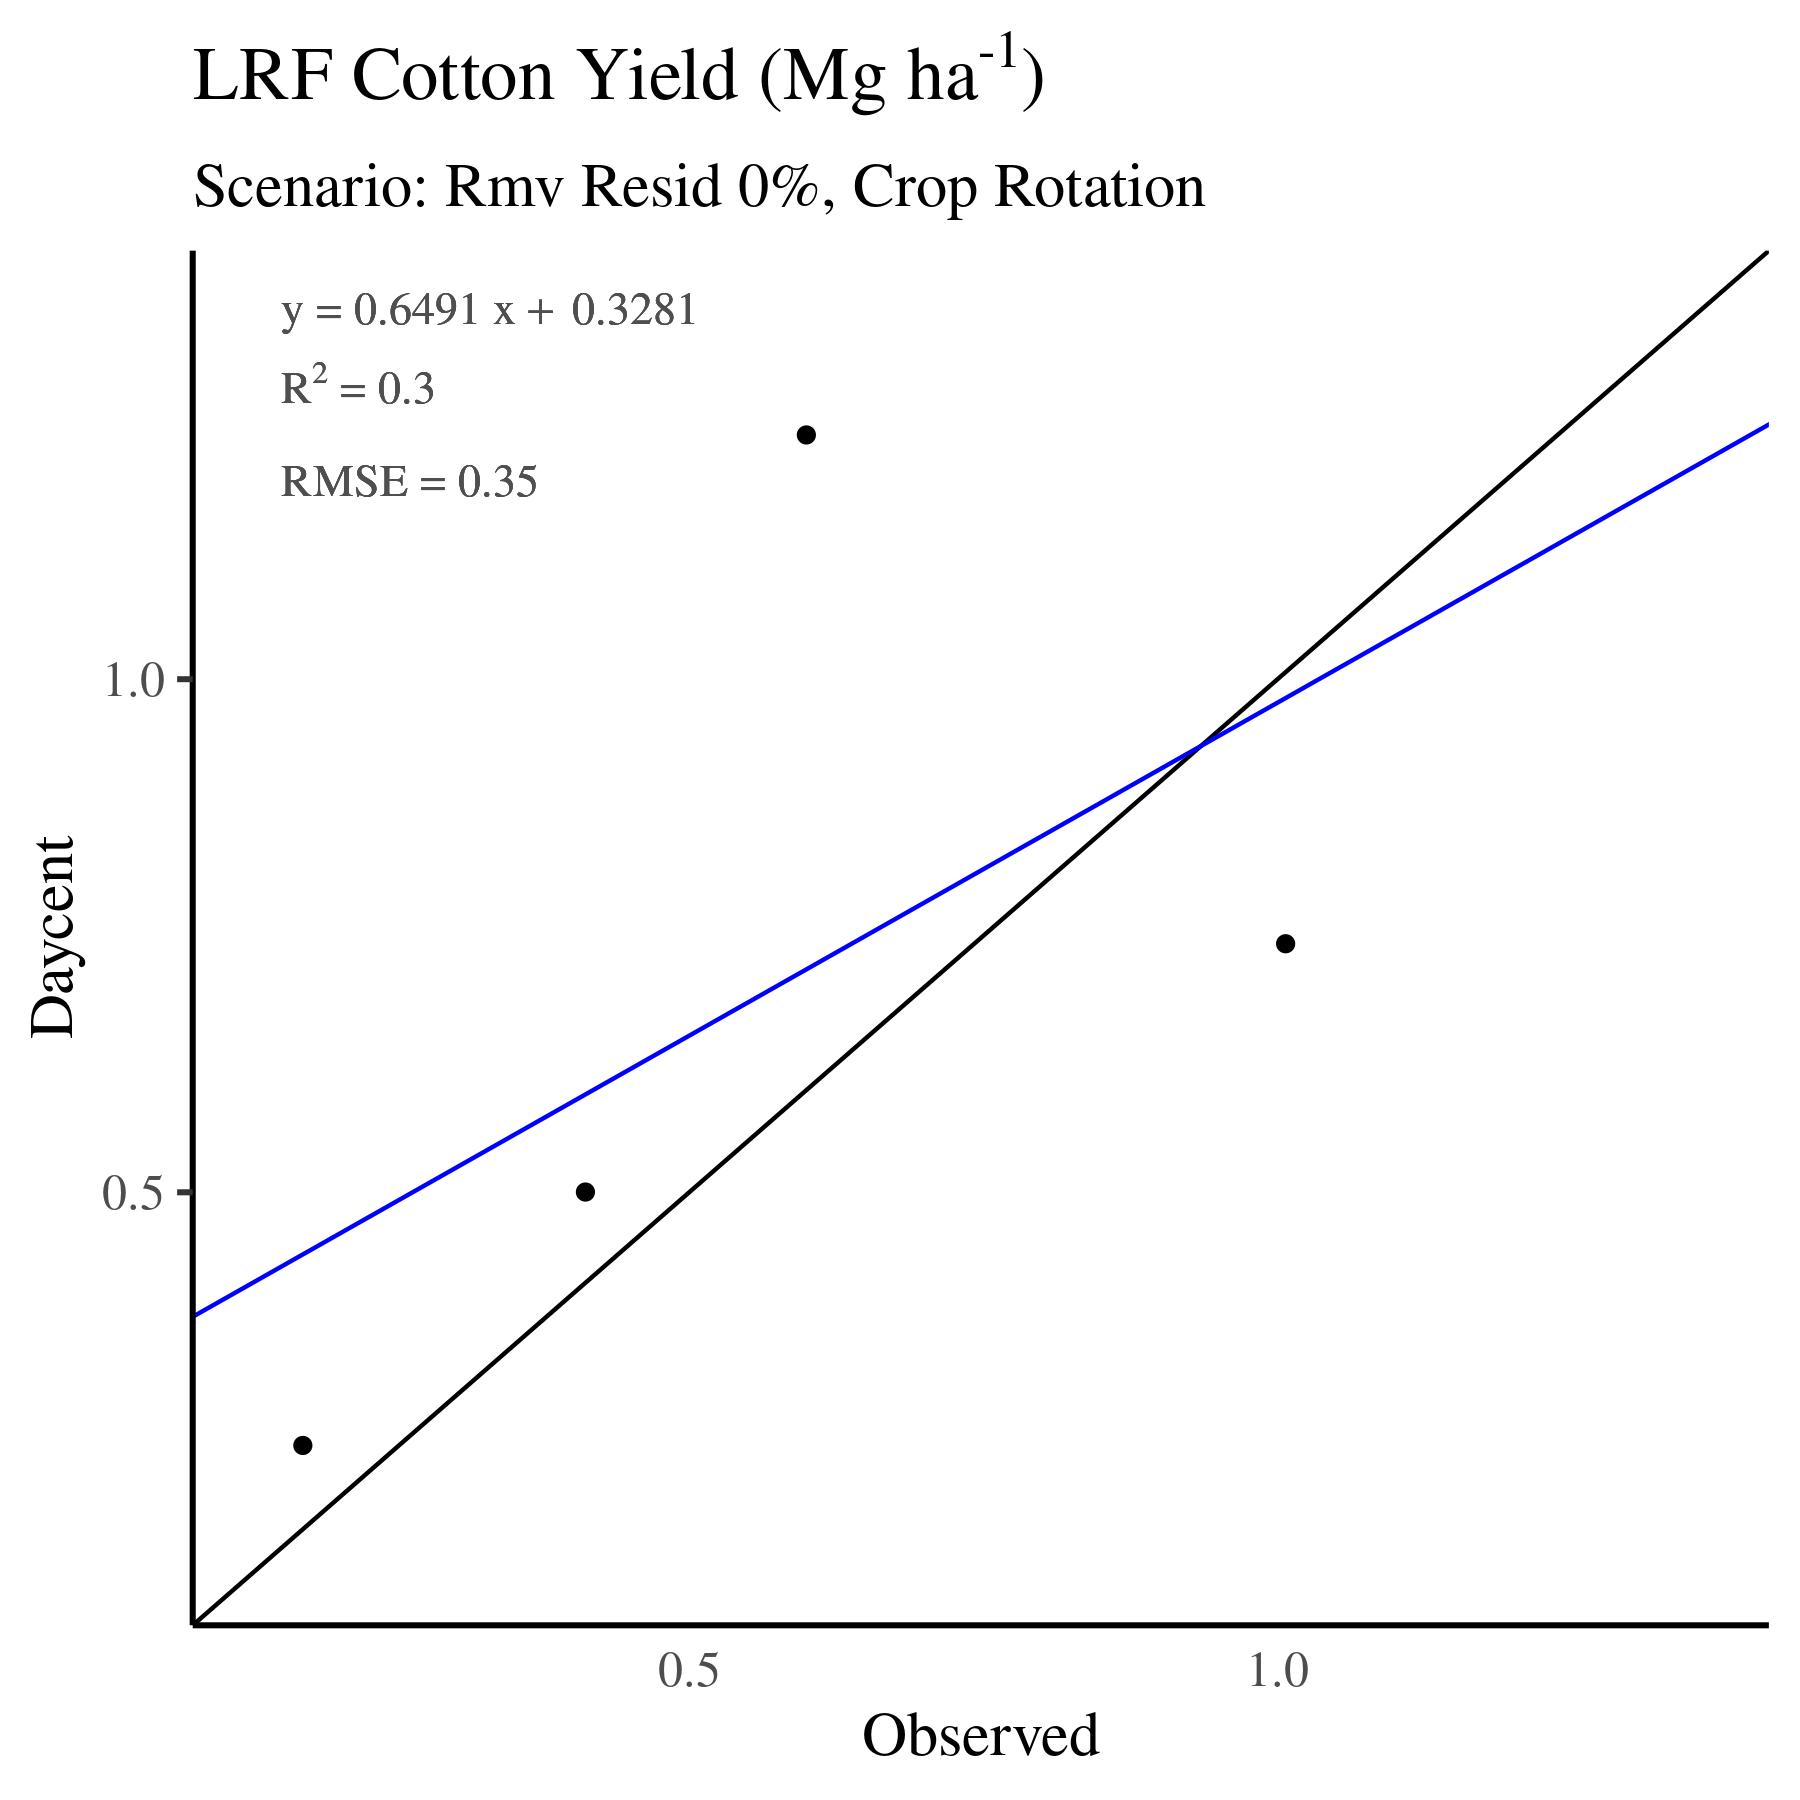 LRF Cotton Yield (Mg ha⁻¹)
Scenario: Rmv Resid 0%, Crop Rotation
y = 0.6491 x + 0.3281
R² = 0.3
RMSE = 0.35
1.0
0.5
Daycent
0.5 1.0
Observed